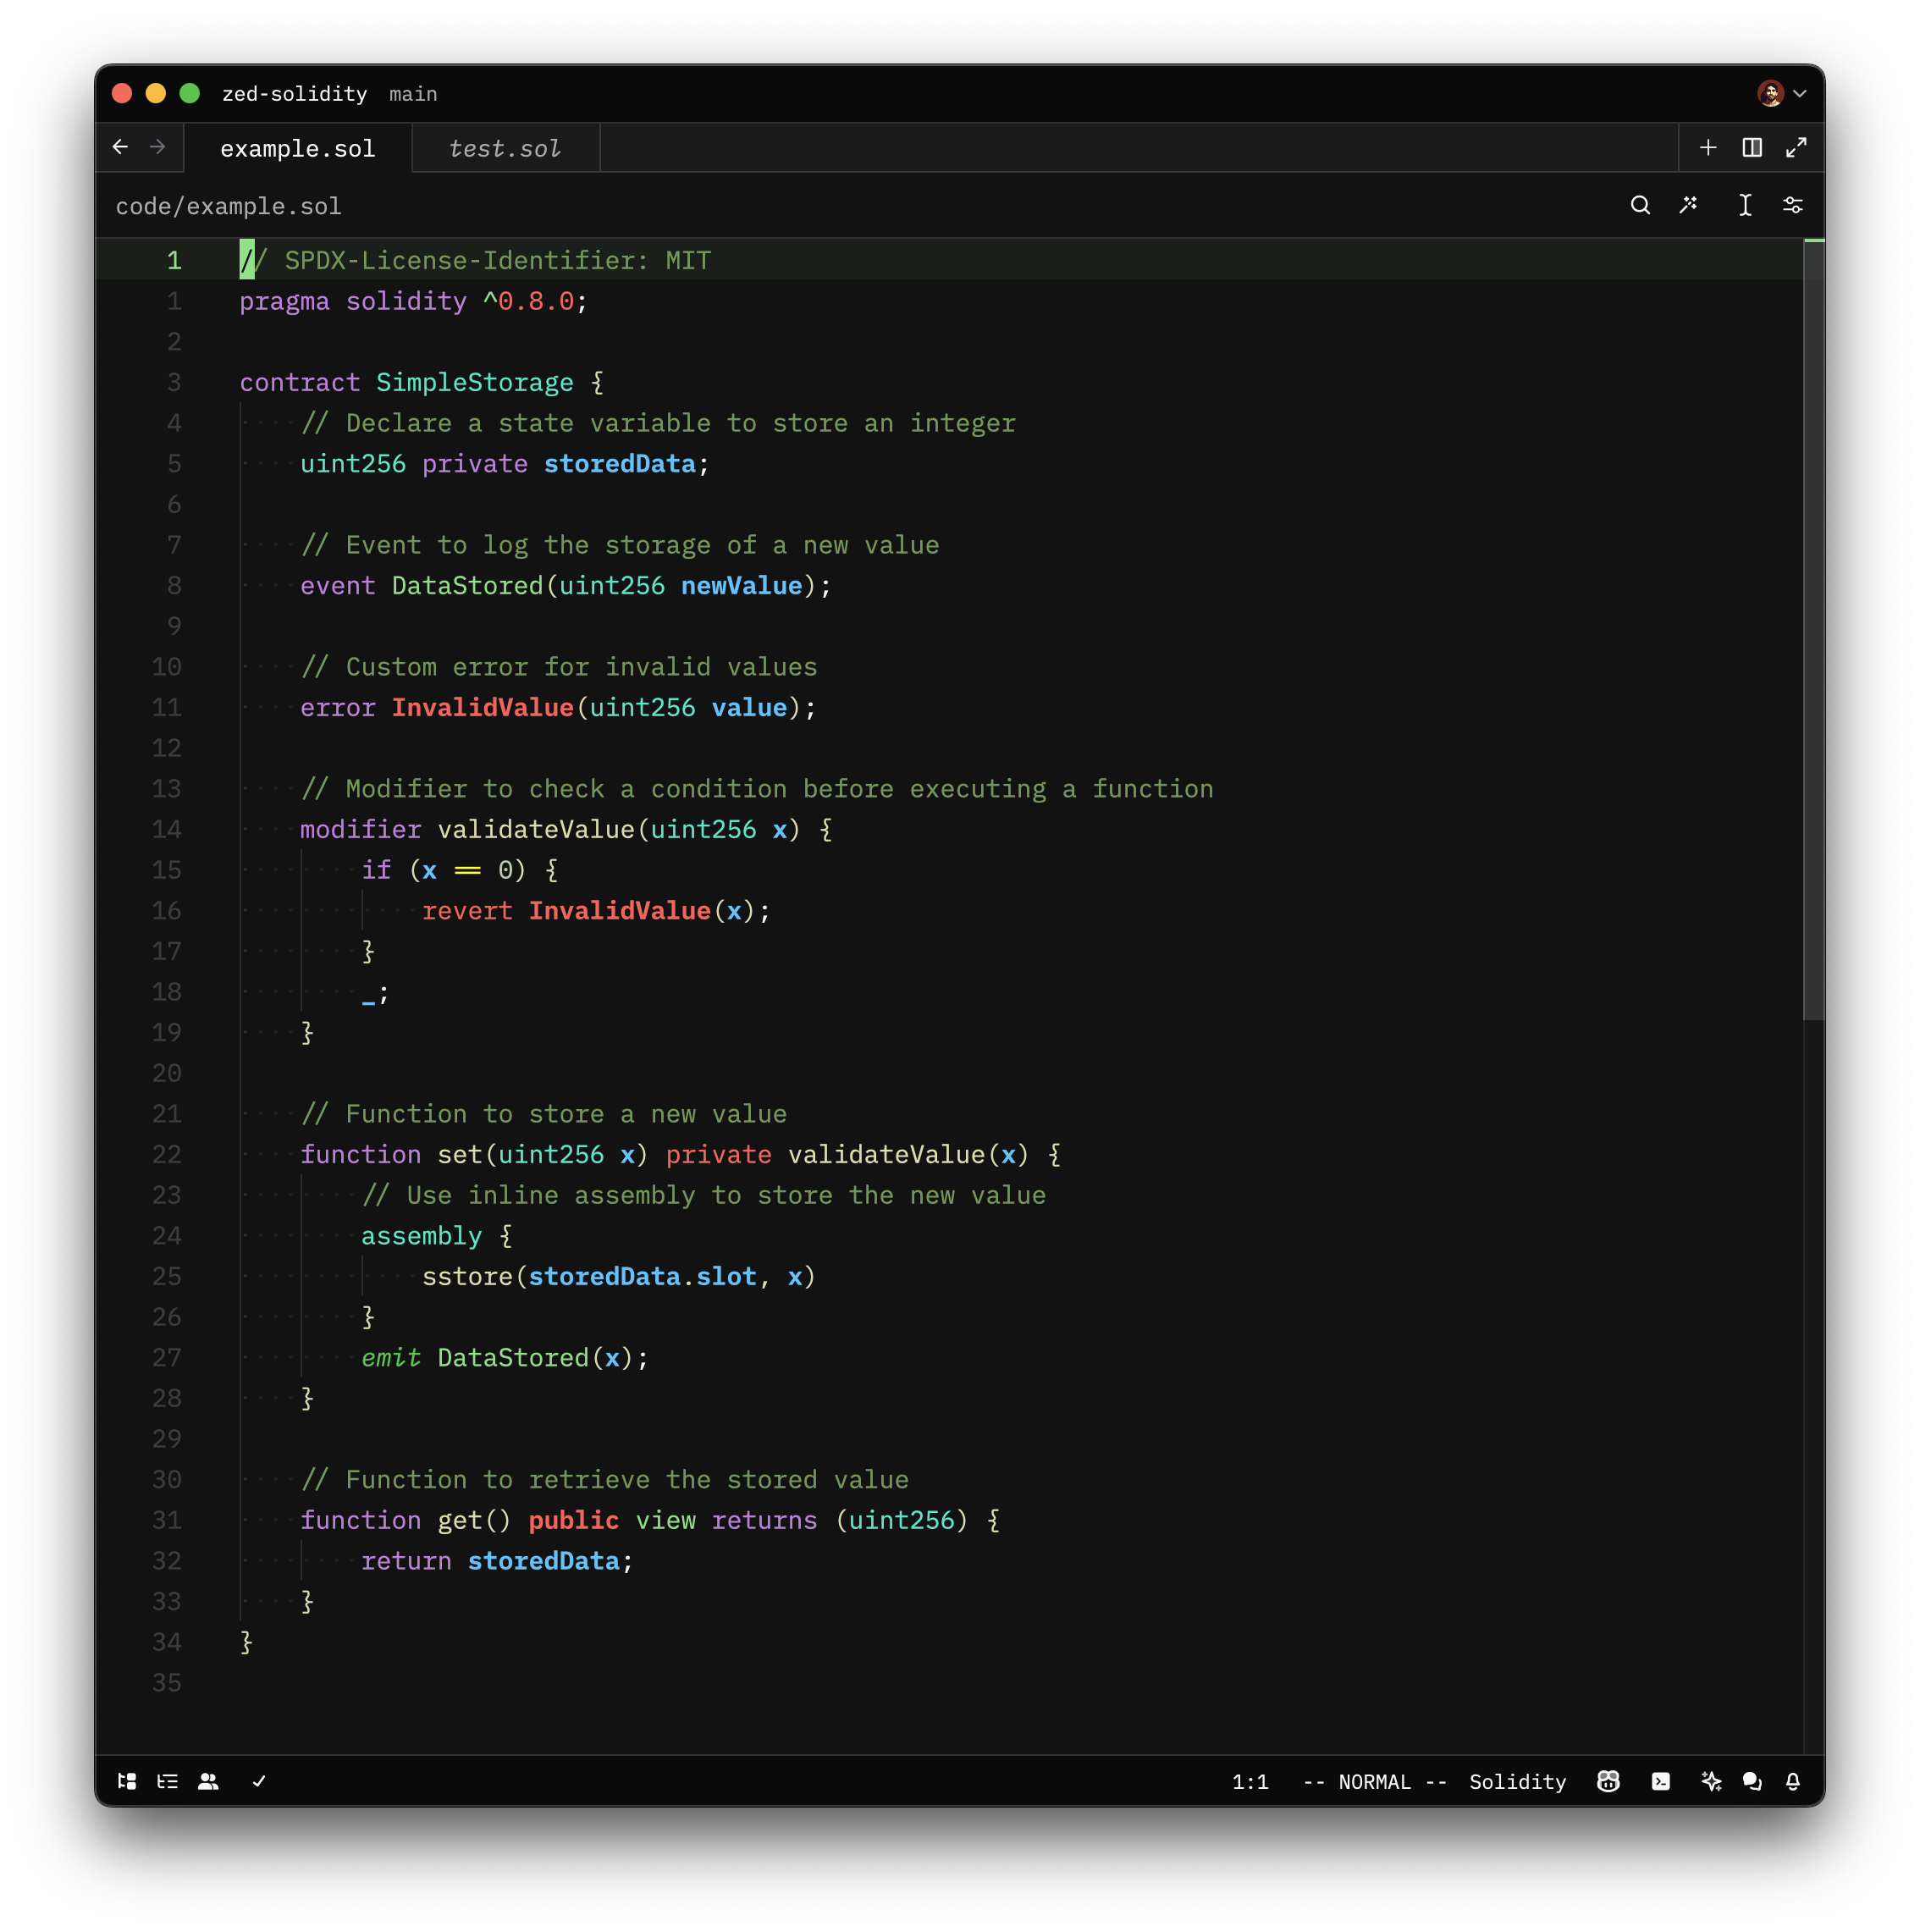 zed-solidity main
example.sol test.sol
code/example.sol
1 // SPDX-License-Identifier: MIT
1 pragma solidity ^0.8.0;
2
3 contract SimpleStorage {
4     // Declare a state variable to store an integer
5     uint256 private storedData;
6
7     // Event to log the storage of a new value
8     event DataStored(uint256 newValue);
9
10     // Custom error for invalid values
11     error InvalidValue(uint256 value);
12
13     // Modifier to check a condition before executing a function
14     modifier validateValue(uint256 x) {
15         if (x == 0) {
16             revert InvalidValue(x);
17         }
18         _;
19     }
20
21     // Function to store a new value
22     function set(uint256 x) private validateValue(x) {
23         // Use inline assembly to store the new value
24         assembly {
25             sstore(storedData.slot, x)
26         }
27         emit DataStored(x);
28     }
29
30     // Function to retrieve the stored value
31     function get() public view returns (uint256) {
32         return storedData;
33     }
34 }
35
1:1 -- NORMAL -- Solidity